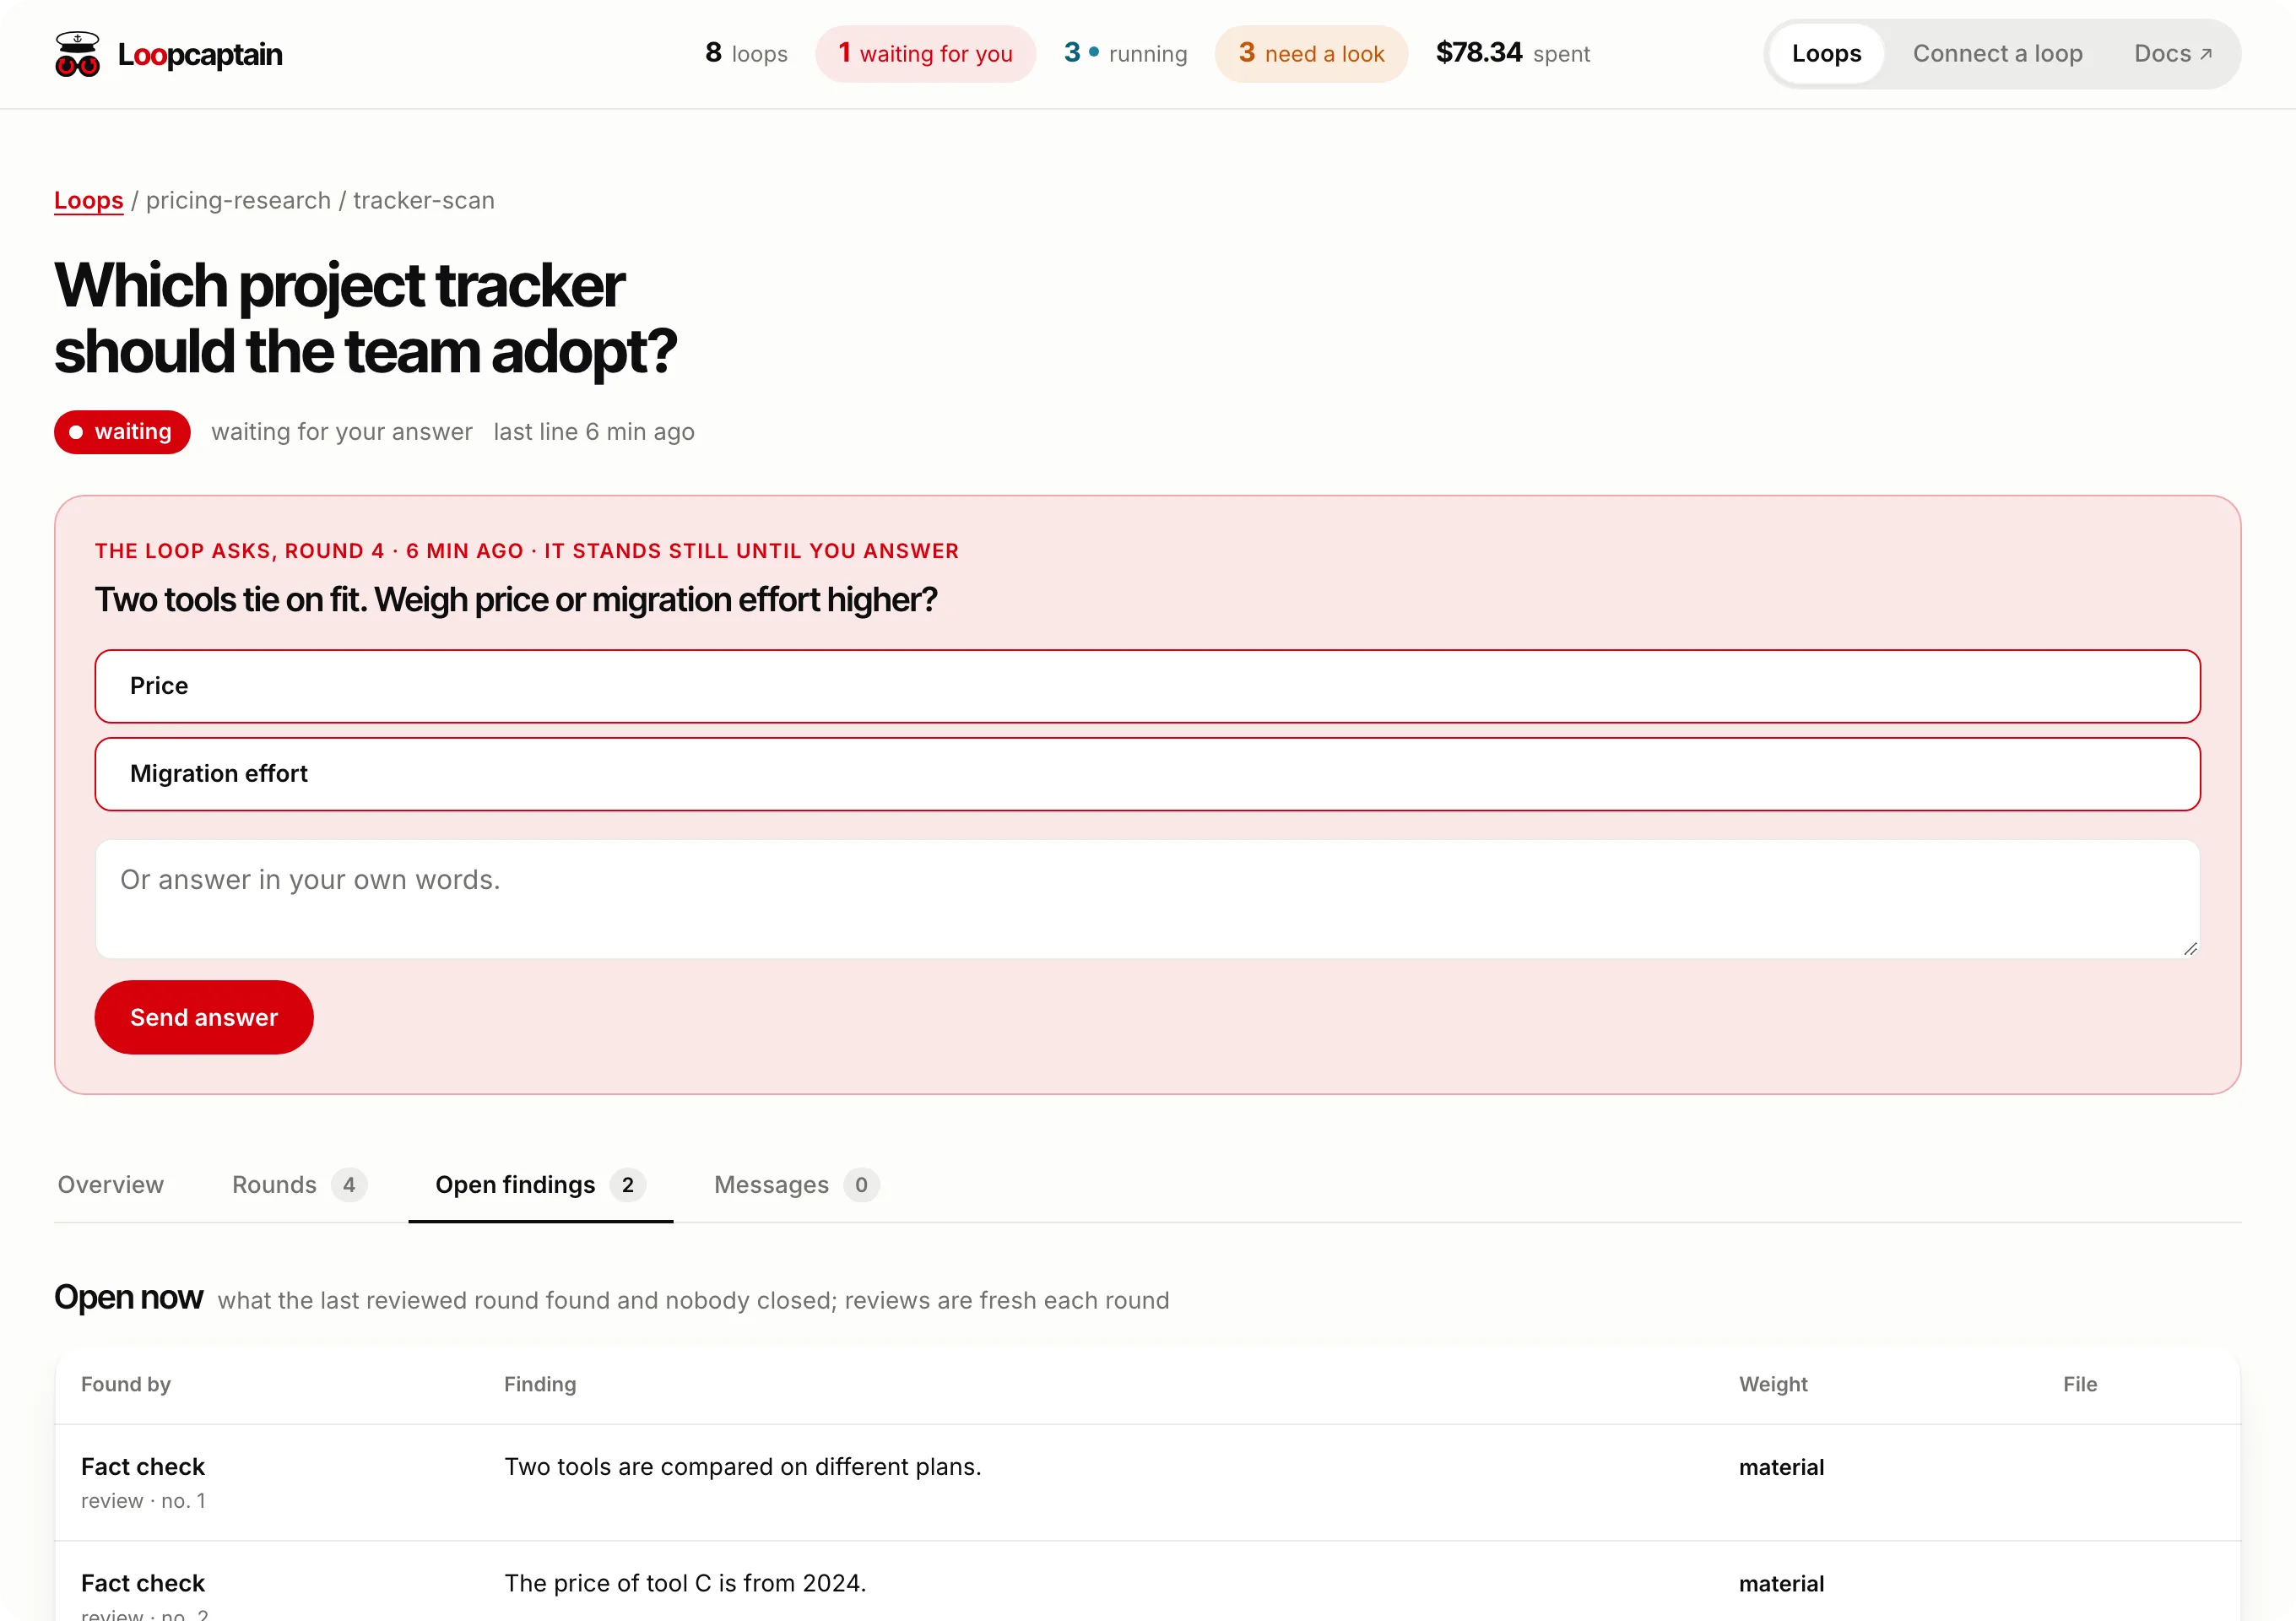 Loopcaptain
8 loops 1 waiting for you 3 running 3 need a look $78.34 spent
Loops Connect a loop Docs ↗
Loops / pricing-research / tracker-scan
Which project tracker
should the team adopt?
waiting waiting for your answer last line 6 min ago
THE LOOP ASKS, ROUND 4 · 6 MIN AGO · IT STANDS STILL UNTIL YOU ANSWER
Two tools tie on fit. Weigh price or migration effort higher?
Price
Migration effort
Or answer in your own words.
Send answer
Overview Rounds 4 Open findings 2 Messages 0
Open now what the last reviewed round found and nobody closed; reviews are fresh each round
Found by Finding Weight File
Fact check Two tools are compared on different plans. material
review · no. 1
Fact check The price of tool C is from 2024. material
review · no. 2